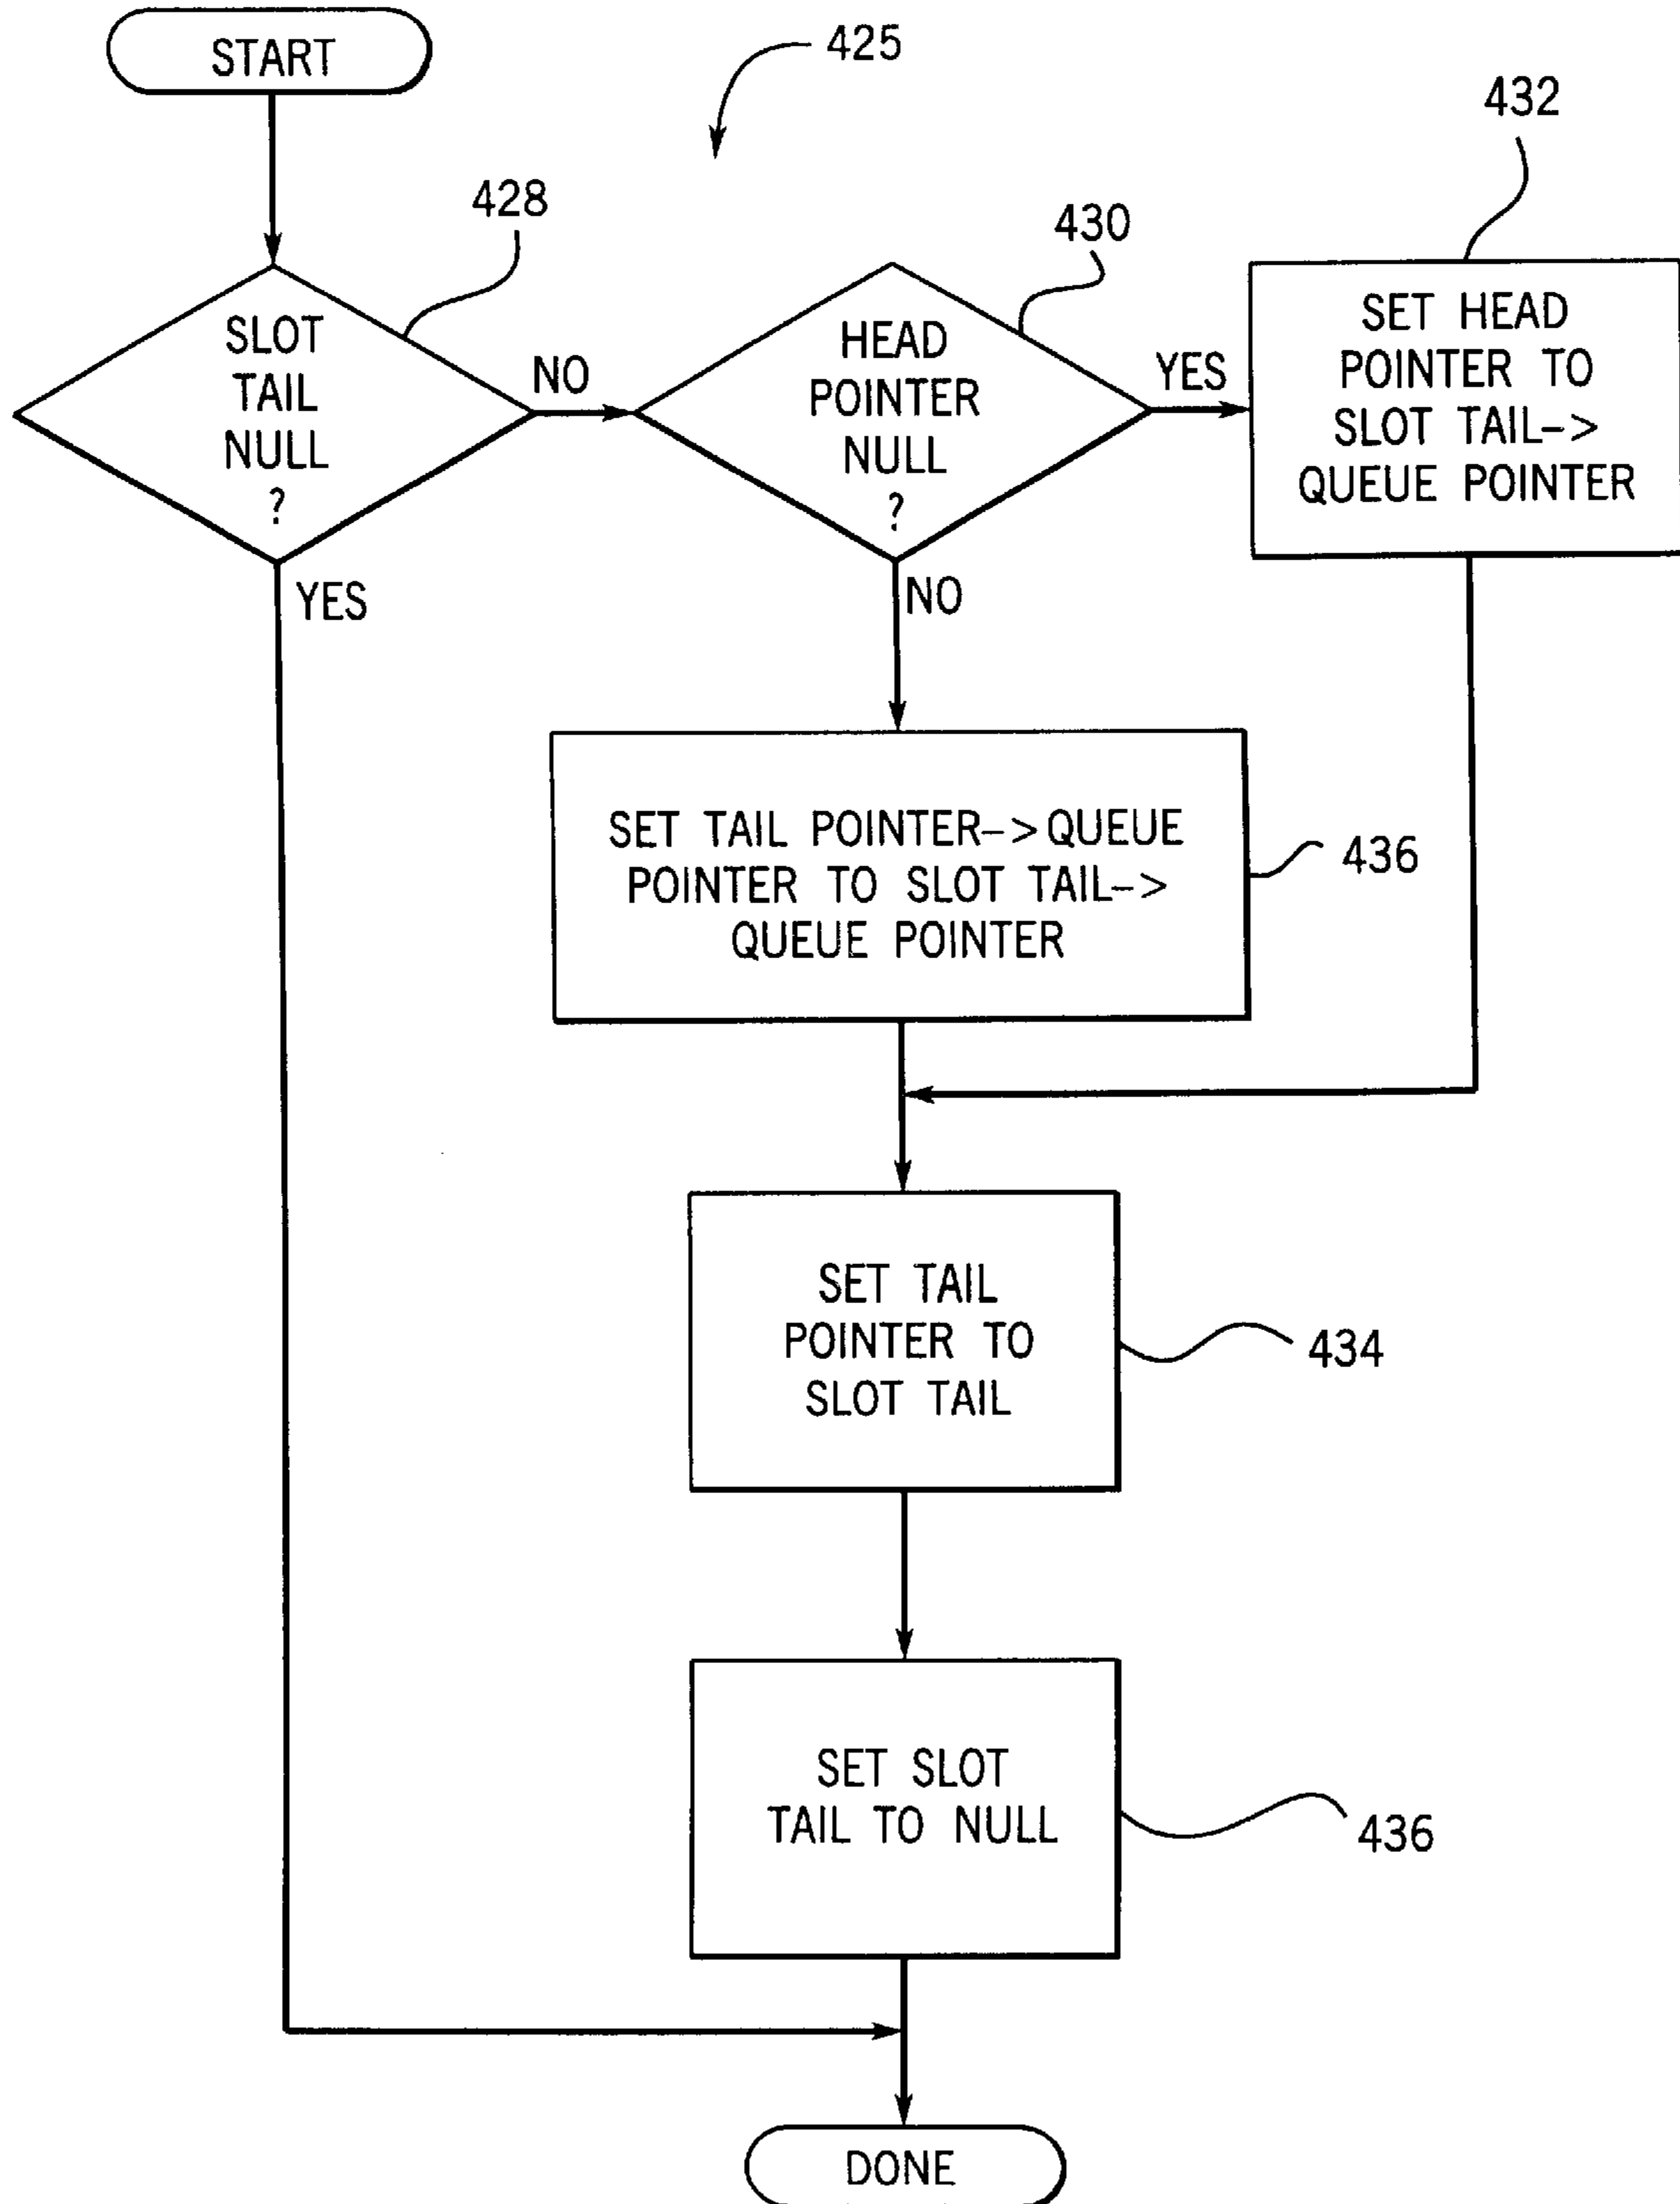 START
425
432
428
430
SLOT
TAIL
NULL
?
NO
HEAD
POINTER
NULL
?
YES
SET HEAD
POINTER TO
SLOT TAIL->
QUEUE POINTER
YES
NO
SET TAIL POINTER->QUEUE
POINTER TO SLOT TAIL->
QUEUE POINTER
436
SET TAIL
POINTER TO
SLOT TAIL
434
SET SLOT
TAIL TO NULL
436
DONE